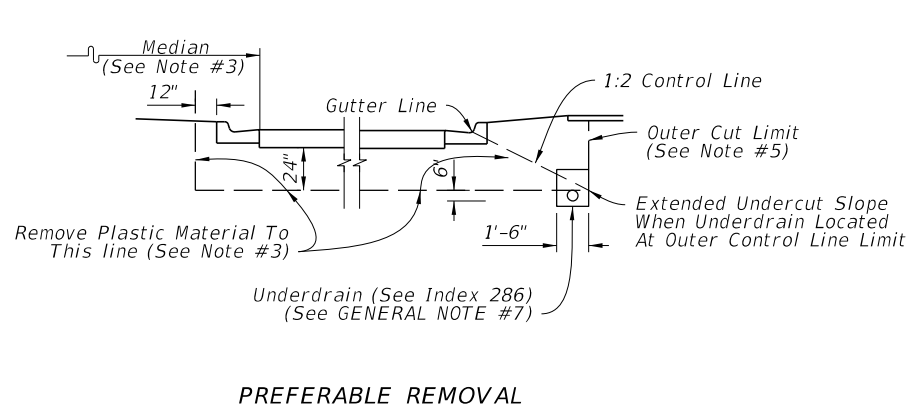 Median
(See Note #3)
12"
Gutter Line
1:2 Control Line
Outer Cut Limit
(See Note #5)
24"
6"
Extended Undercut Slope
When Underdrain Located
At Outer Control Line Limit
Remove Plastic Material To
This line (See Note #3)
1'-6"
Underdrain (See Index 286)
(See GENERAL NOTE #7)
PREFERABLE REMOVAL